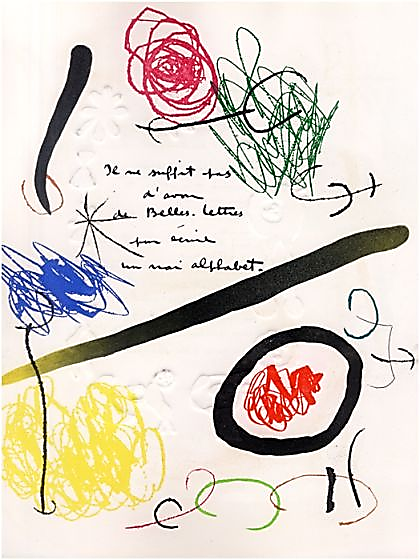 Il ne suffit pas
d'avoir
de Belles-lettres
pour écrire
un vrai alphabet.